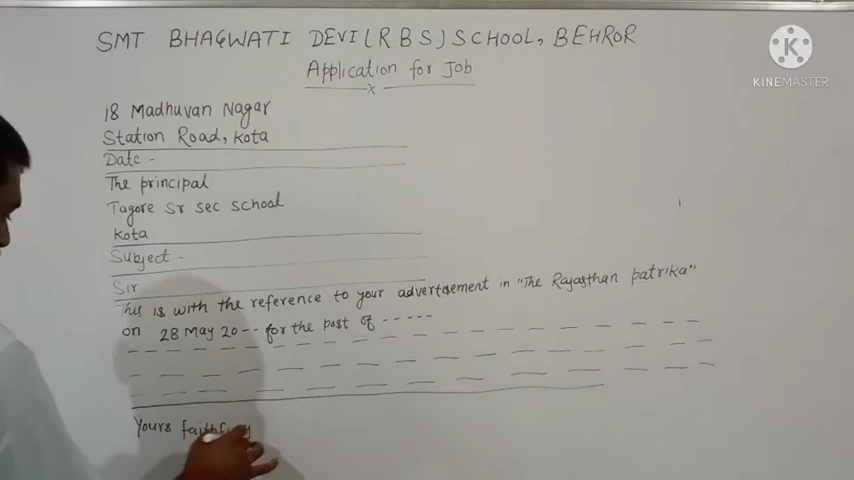 SMT BHAGWATI DEVI (R B S) SCHOOL, BEHROR
Application for Job
x
18 Madhuvan Nagar
Station Road, Kota
Date -
The principal
Tagore Sr Sec School
Kota
Subject -
Sir
This is with the reference to your advertisement in "The Rajasthan patrika"
on 28 May 20-- for the post of -----
Yours
K
KINEMASTER